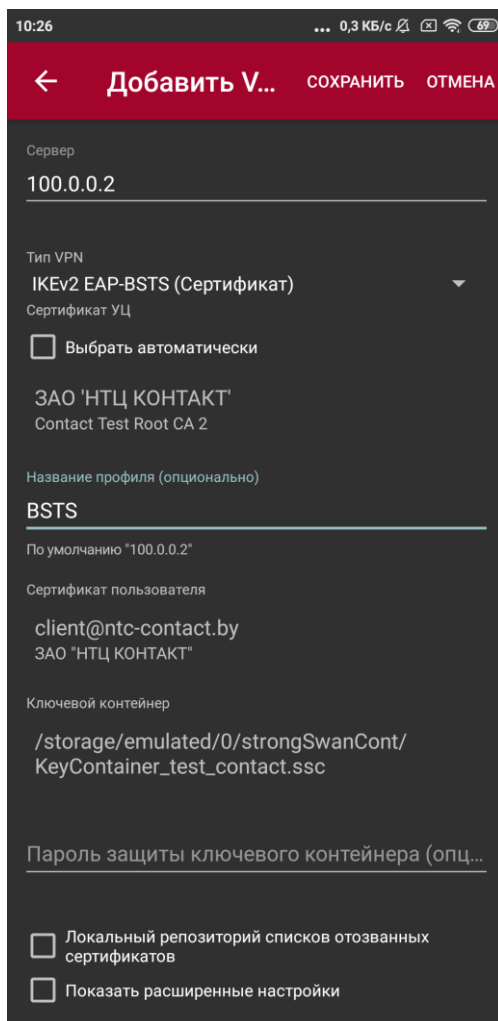 10:26
... 0,3 КБ/с
69
Добавить V...
СОХРАНИТЬ
ОТМЕНА
Сервер
100.0.0.2
Тип VPN
IKEv2 EAP-BSTS (Сертификат)
Сертификат УЦ
Выбрать автоматически
ЗАО 'НТЦ КОНТАКТ'
Contact Test Root CA 2
Название профиля (опционально)
BSTS
По умолчанию "100.0.0.2"
Сертификат пользователя
client@ntc-contact.by
ЗАО "НТЦ КОНТАКТ"
Ключевой контейнер
/storage/emulated/0/strongSwanCont/
KeyContainer_test_contact.ssc
Пароль защиты ключевого контейнера (опц...
Локальный репозиторий списков отозванных
сертификатов
Показать расширенные настройки